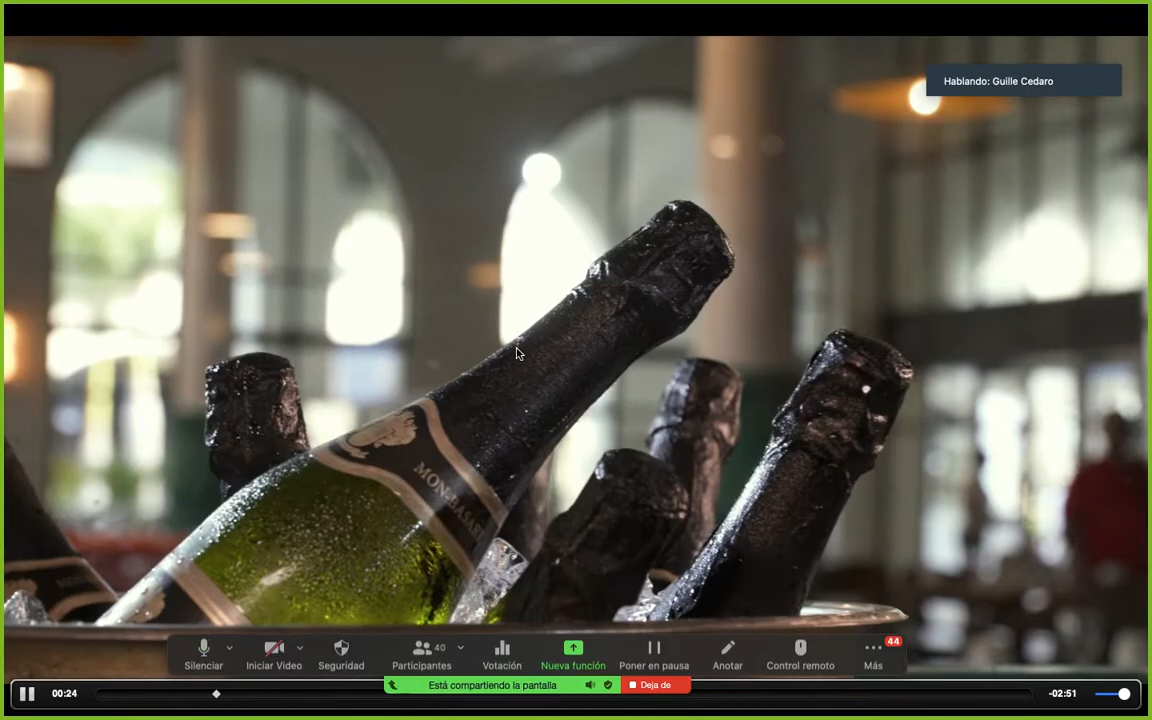 Hablando: Guille Cedaro
Silenciar
Iniciar Video
Seguridad
40
Participantes
Votación
Nueva función
Poner en pausa
Anotar
Control remoto
44
Más
Está compartiendo la pantalla
Deja de
00:24
-02:51